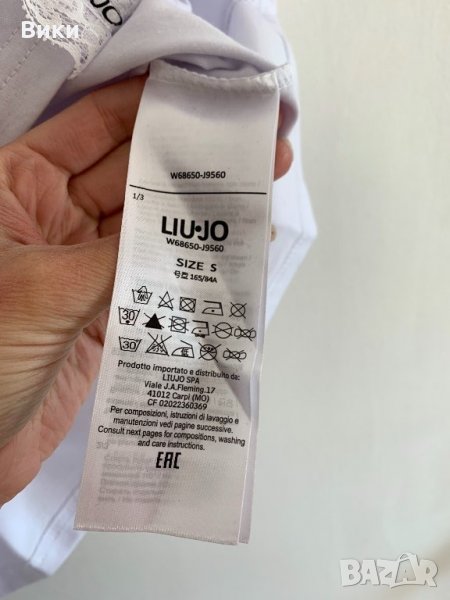 Вики
JO
W68650-J9560
1/3
LIU·JO
W68650-J9560
SIZE S
号型 165/84A
30
30
Prodotto importato e distribuito da:
LIUJO SPA
Viale J.A.Fleming.17
41012 Carpi (MO)
CF 02022360369
Per composizioni, istruzioni di lavaggio e
manutenzioni vedi pagine successive.
Consult next pages for compositions, washing
and care instructions.
EAC
BAZAR